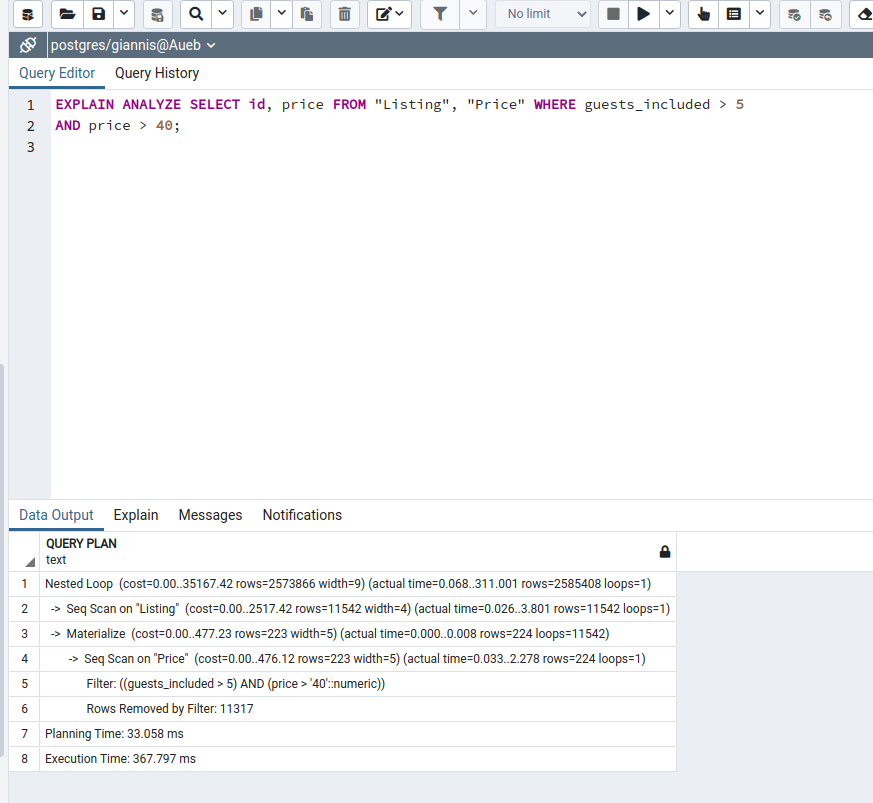 No limit
postgres/giannis@Aueb
Query Editor Query History
1 EXPLAIN ANALYZE SELECT id, price FROM "Listing", "Price" WHERE guests_included > 5
2 AND price > 40;
3
Data Output Explain Messages Notifications
QUERY PLAN
text
1 Nested Loop (cost=0.00..35167.42 rows=2573866 width=9) (actual time=0.068..311.001 rows=2585408 loops=1)
2 -> Seq Scan on "Listing" (cost=0.00..2517.42 rows=11542 width=4) (actual time=0.026..3.801 rows=11542 loops=1)
3 -> Materialize (cost=0.00..477.23 rows=223 width=5) (actual time=0.000..0.008 rows=224 loops=11542)
4 -> Seq Scan on "Price" (cost=0.00..476.12 rows=223 width=5) (actual time=0.033..2.278 rows=224 loops=1)
5 Filter: ((guests_included > 5) AND (price > '40'::numeric))
6 Rows Removed by Filter: 11317
7 Planning Time: 33.058 ms
8 Execution Time: 367.797 ms